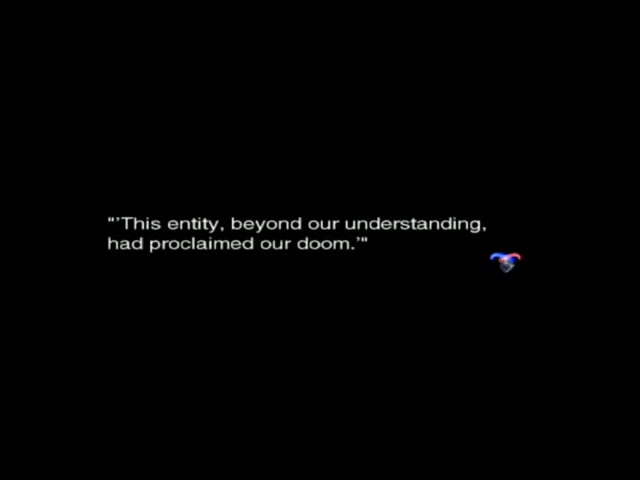 "'This entity, beyond our understanding,
had proclaimed our doom.'"